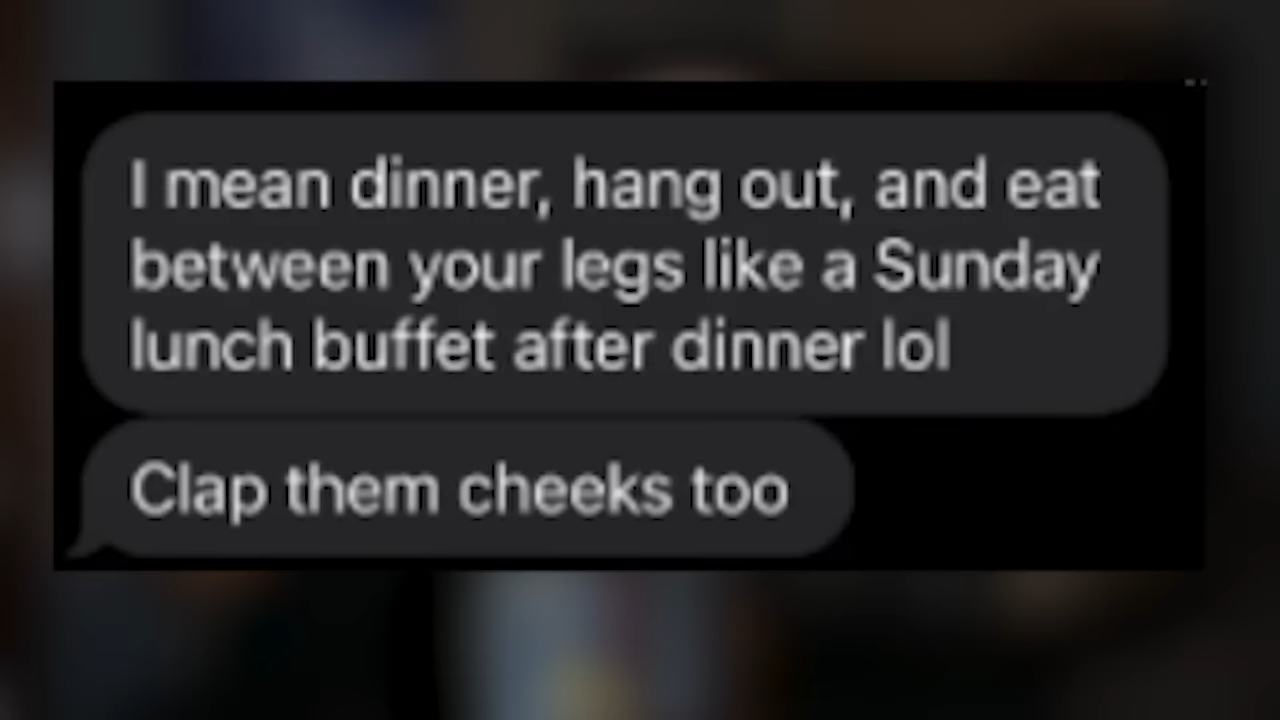 I mean dinner, hang out, and eat
between your legs like a Sunday
lunch buffet after dinner lol
Clap them cheeks too